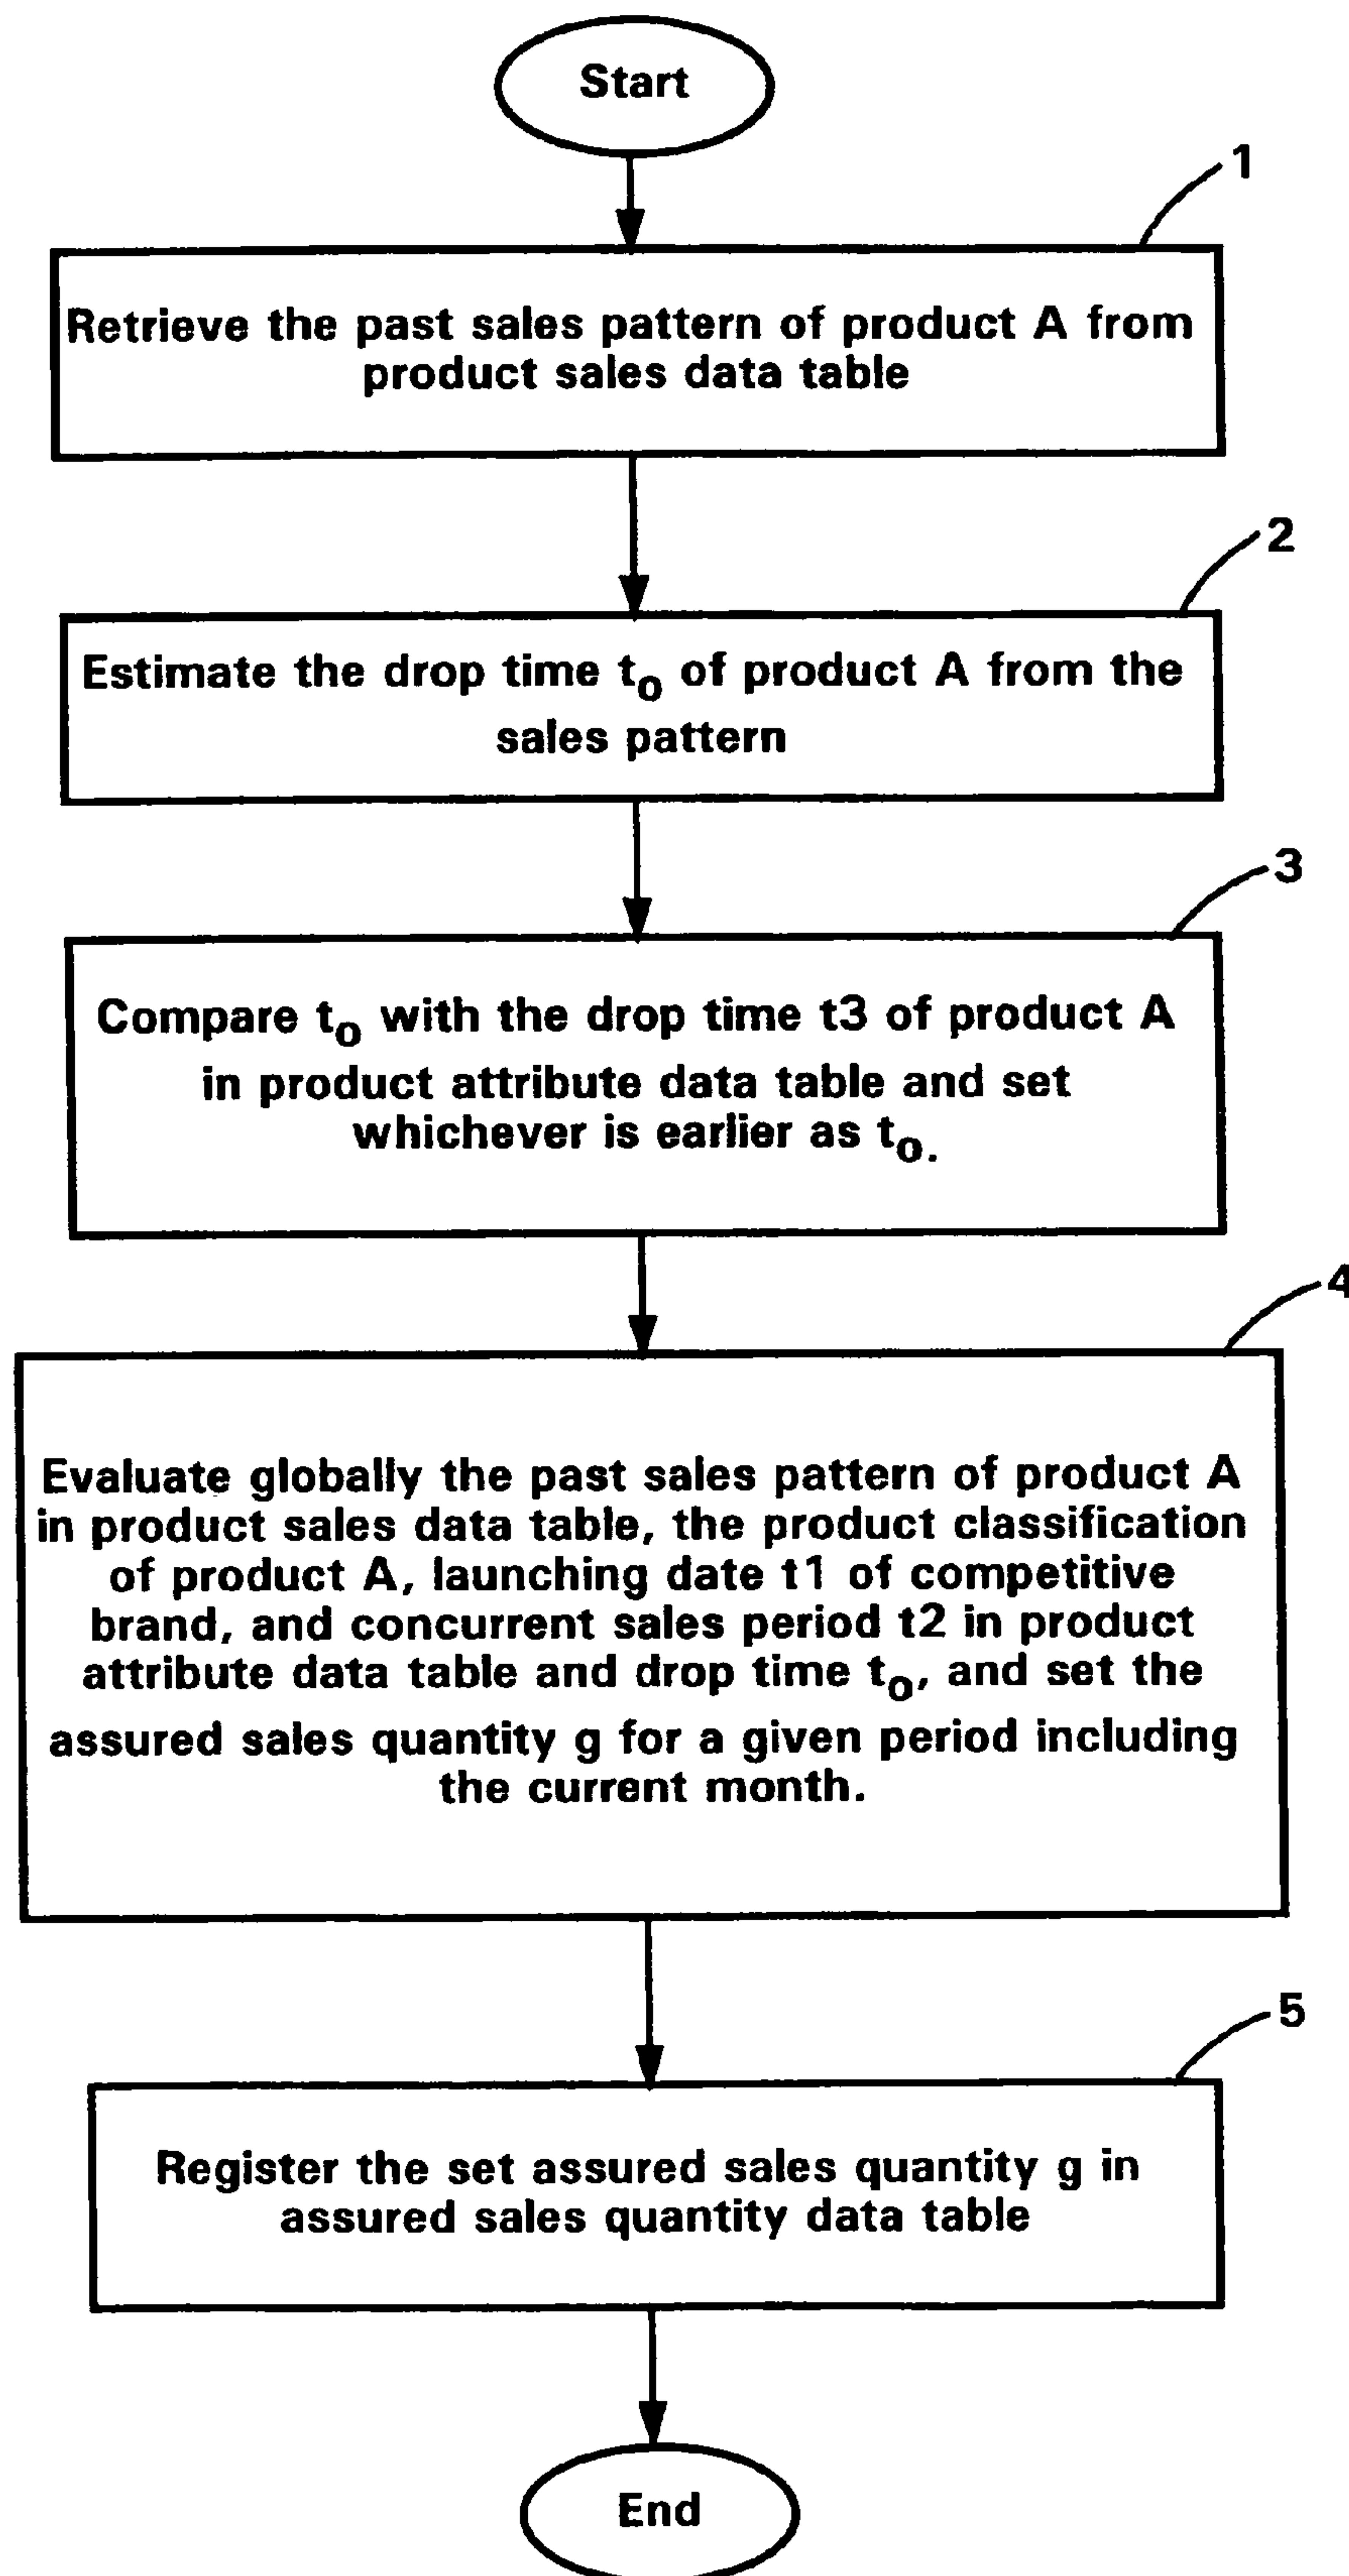 Start
1
Retrieve the past sales pattern of product A from
product sales data table
2
Estimate the drop time t₀ of product A from the
sales pattern
3
Compare t₀ with the drop time t3 of product A
in product attribute data table and set
whichever is earlier as t₀.
4
Evaluate globally the past sales pattern of product A
in product sales data table, the product classification
of product A, launching date t1 of competitive
brand, and concurrent sales period t2 in product
attribute data table and drop time t₀, and set the
assured sales quantity g for a given period including
the current month.
5
Register the set assured sales quantity g in
assured sales quantity data table
End